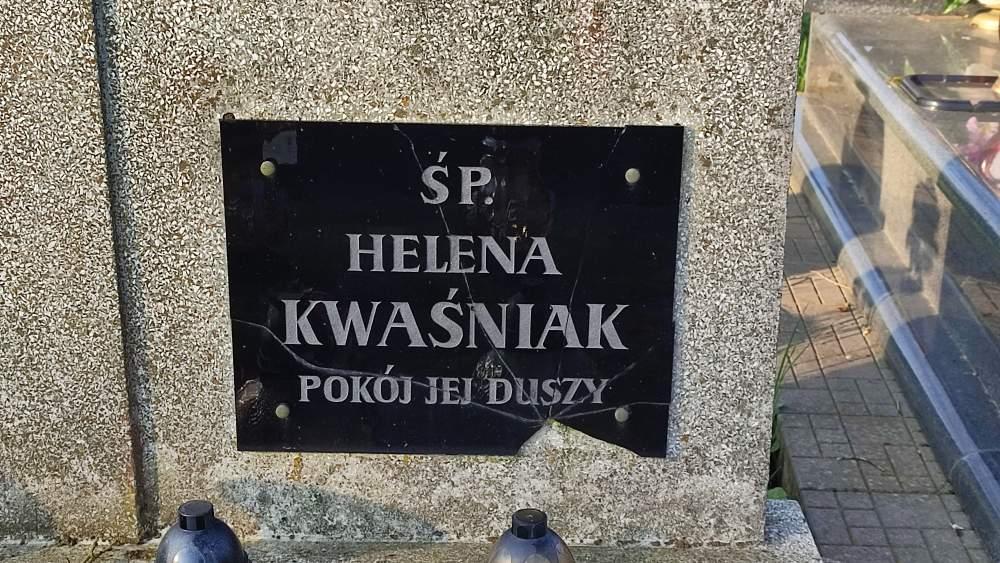 ŚP.
HELENA
KWAŚNIAK
POKÓJ JEJ DUSZY